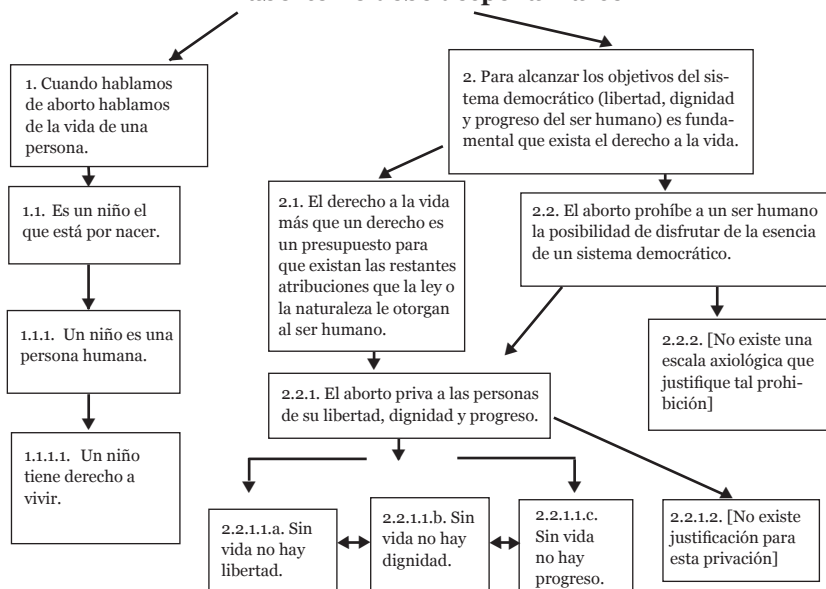 1. Cuando hablamos
de aborto hablamos
de la vida de una
persona.
2. Para alcanzar los objetivos del sis-
tema democrático (libertad, dignidad
y progreso del ser humano) es funda-
mental que exista el derecho a la vida.
1.1. Es un niño el
que está por nacer.
2.1. El derecho a la vida
más que un derecho es
un presupuesto para
que existan las restantes
atribuciones que la ley o
la naturaleza le otorgan
al ser humano.
2.2. El aborto prohíbe a un ser humano
la posibilidad de disfrutar de la esencia
de un sistema democrático.
1.1.1. Un niño es una
persona humana.
2.2.2. [No existe una
escala axiológica que
justifique tal prohi-
bición]
2.2.1. El aborto priva a las personas
de su libertad, dignidad y progreso.
1.1.1.1. Un niño
tiene derecho a
vivir.
2.2.1.1.a. Sin
vida no hay
libertad.
2.2.1.1.b. Sin
vida no hay
dignidad.
2.2.1.1.c.
Sin vida
no hay
progreso.
2.2.1.2. [No existe
justificación para
esta privación]